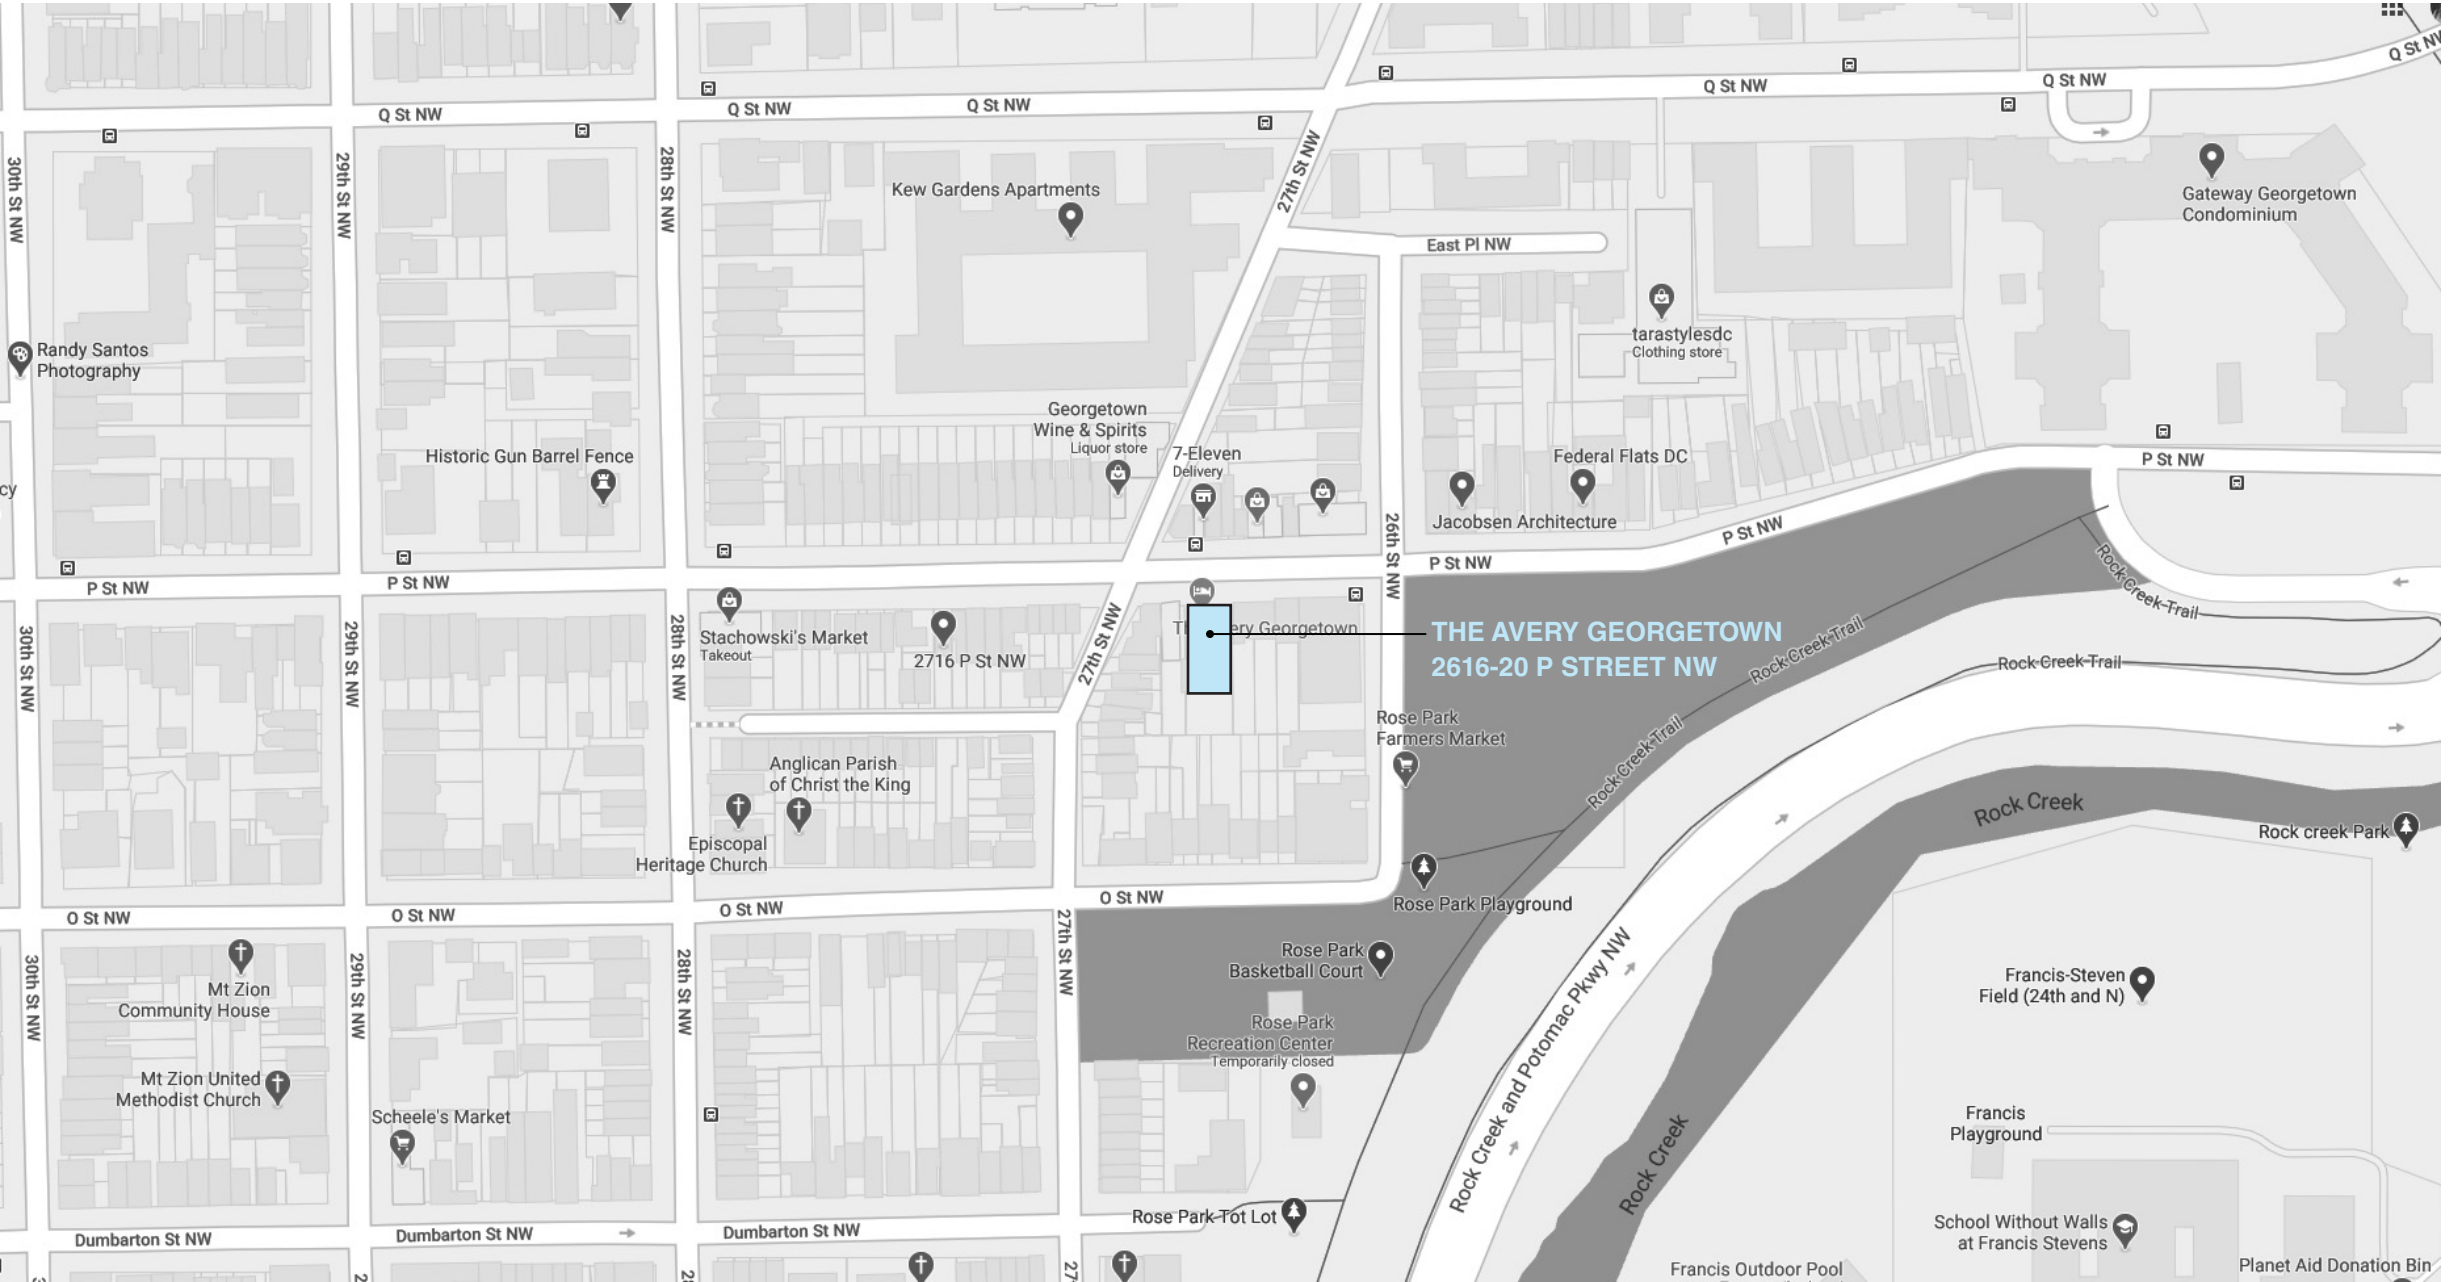 Q St NW
Q St NW
Q St NW
Q St NW
Q St NW
Q St NW
30th St NW
29th St NW
28th St NW
27th St NW
Kew Gardens Apartments
Gateway Georgetown
Condominium
East Pl NW
tarastylesdc
Clothing store
Randy Santos
Photography
Historic Gun Barrel Fence
Georgetown
Wine & Spirits
Liquor store
7-Eleven
Delivery
Federal Flats DC
Jacobsen Architecture
cy
26th St NW
P St NW
P St NW
P St NW
P St NW
P St NW
Rock Creek Trail
30th St NW
29th St NW
28th St NW
27th St NW
Stachowski's Market
Takeout
2716 P St NW
ery Georgetown
THE AVERY GEORGETOWN
2616-20 P STREET NW
Rock Creek Trail
Rock Creek Trail
Rock Creek Trail
Rose Park
Farmers Market
Anglican Parish
of Christ the King
Episcopal
Heritage Church
Rock Creek
Rock creek Park
O St NW
O St NW
O St NW
O St NW
Rose Park Playground
30th St NW
29th St NW
28th St NW
27th St NW
Mt Zion
Community House
Rose Park
Basketball Court
Rose Park
Recreation Center
Temporarily closed
Rock Creek and Potomac Pkwy NW
Francis-Steven
Field (24th and N)
Mt Zion United
Methodist Church
Scheele's Market
Francis
Playground
Rock Creek
Rose Park Tot Lot
Dumbarton St NW
Dumbarton St NW
Dumbarton St NW
School Without Walls
at Francis Stevens
Planet Aid Donation Bin
Francis Outdoor Pool
27